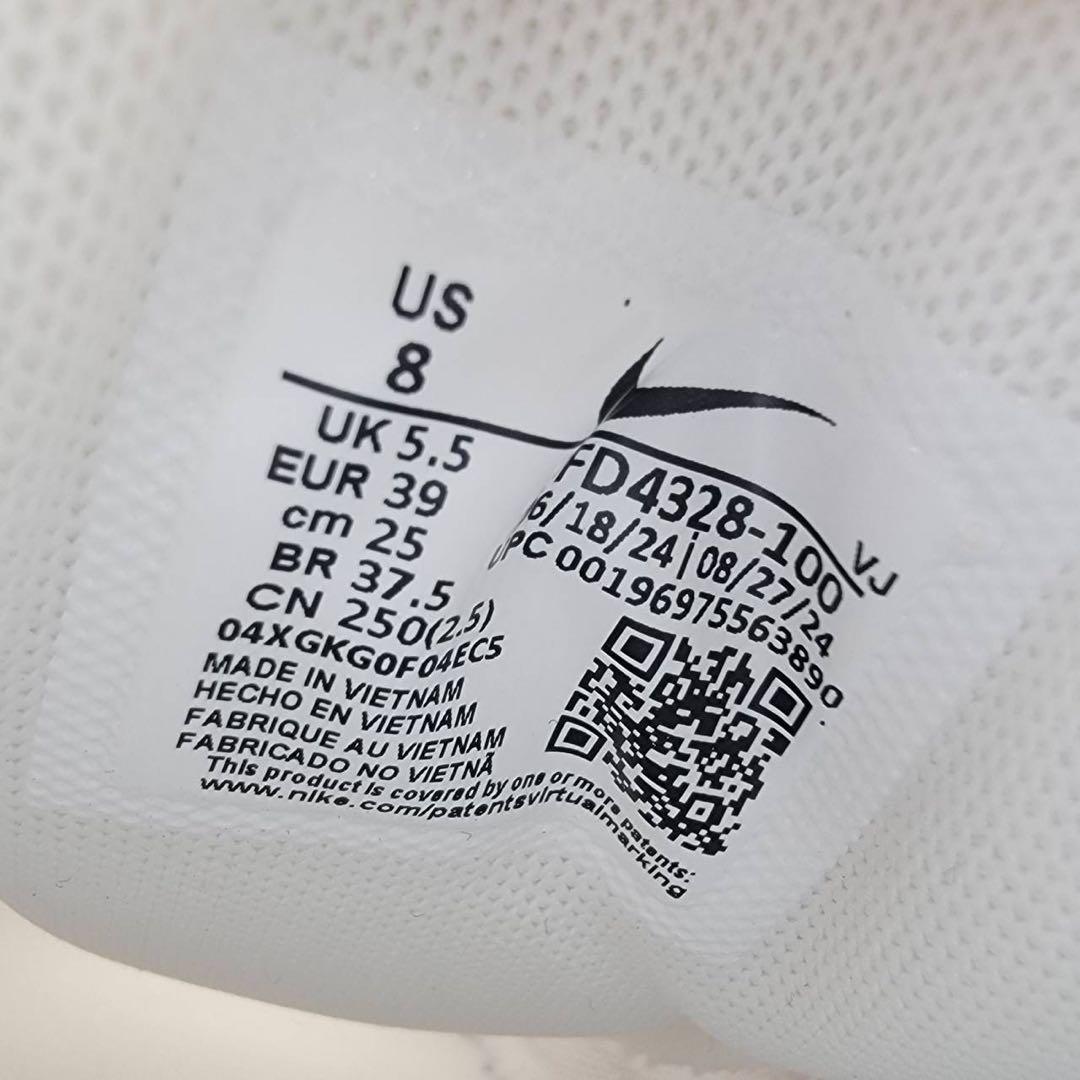 US
8
UK 5.5
EUR 39
cm 25
BR 37.5
CN 250(2.5)
04XGKG0F04EC5
MADE IN VIETNAM
HECHO EN VIETNAM
FABRIQUE AU VIETNAM
FABRICADO NO VIETNÃ
This product is covered by one or more patents:
www.nike.com/patentsvirtualmarking
FD4328-100 VJ
06/18/24|08/27/24
UPC 00196975563890